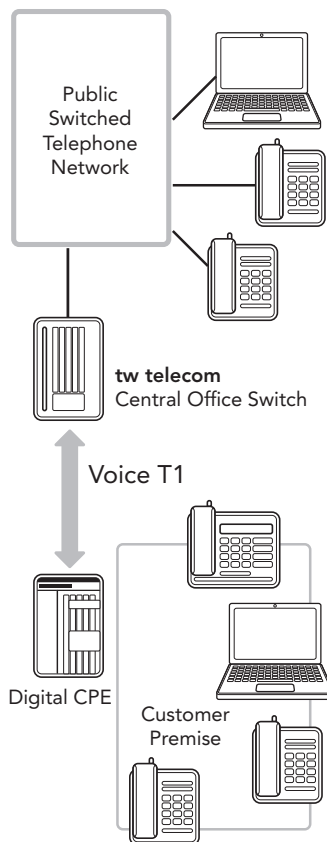 Public
Switched
Telephone
Network
tw telecom
Central Office Switch
Voice T1
Digital CPE
Customer
Premise